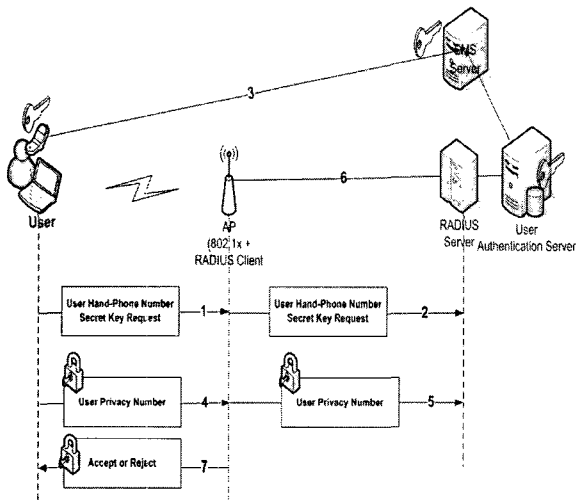 SMS
Server
3
6
User
AP
(802.1x +
RADIUS Client
RADIUS
Server
User
Authentication Server
User Hand-Phone Number
Secret Key Request
1
User Hand-Phone Number
Secret Key Request
2
User Privacy Number
4
User Privacy Number
5
Accept or Reject
7